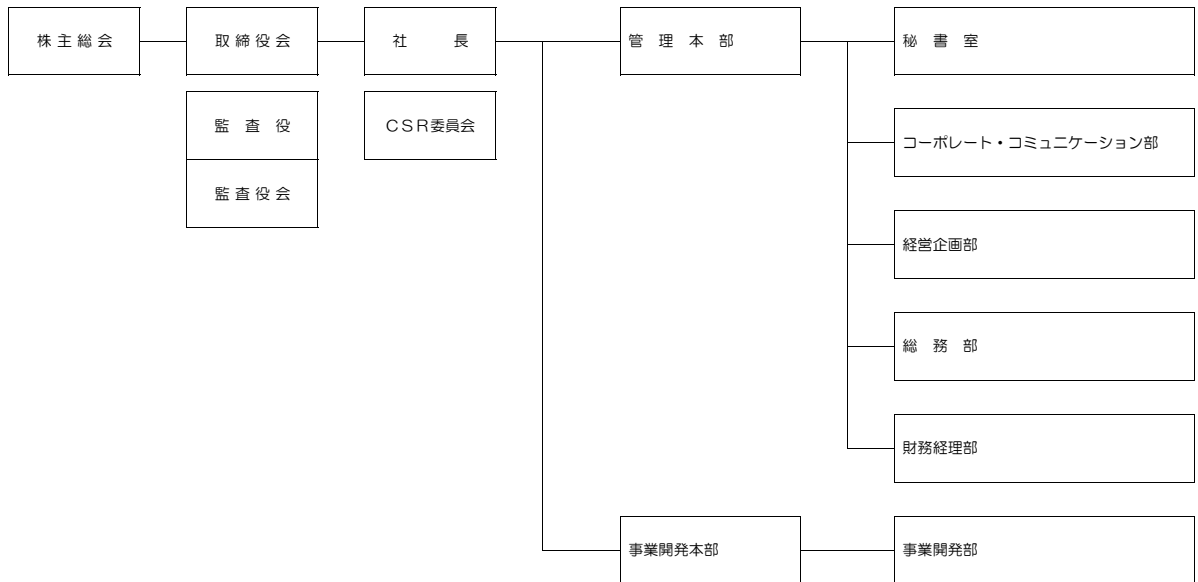 株主総会
取締役会
社　長
管理本部
秘書室
監査役
CSR委員会
コーポレート・コミュニケーション部
監査役会
経営企画部
総務部
財務経理部
事業開発本部
事業開発部